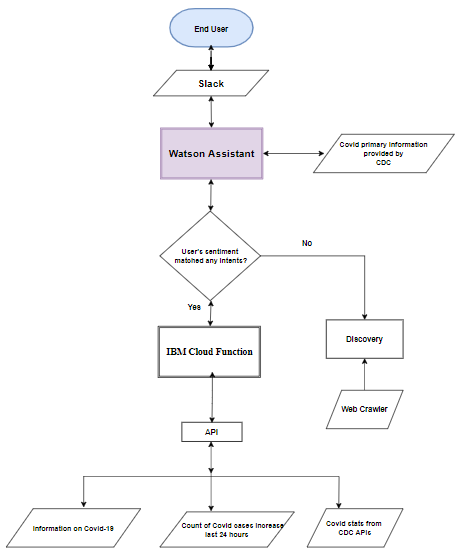 End User
Slack
Watson Assistant
Covid primary information
provided by
CDC
User's sentiment
matched any intents?
No
Yes
IBM Cloud Function
Discovery
Web Crawler
API
Information on Covid-19
Count of Covid cases increase
last 24 hours
Covid stats from
CDC APIs